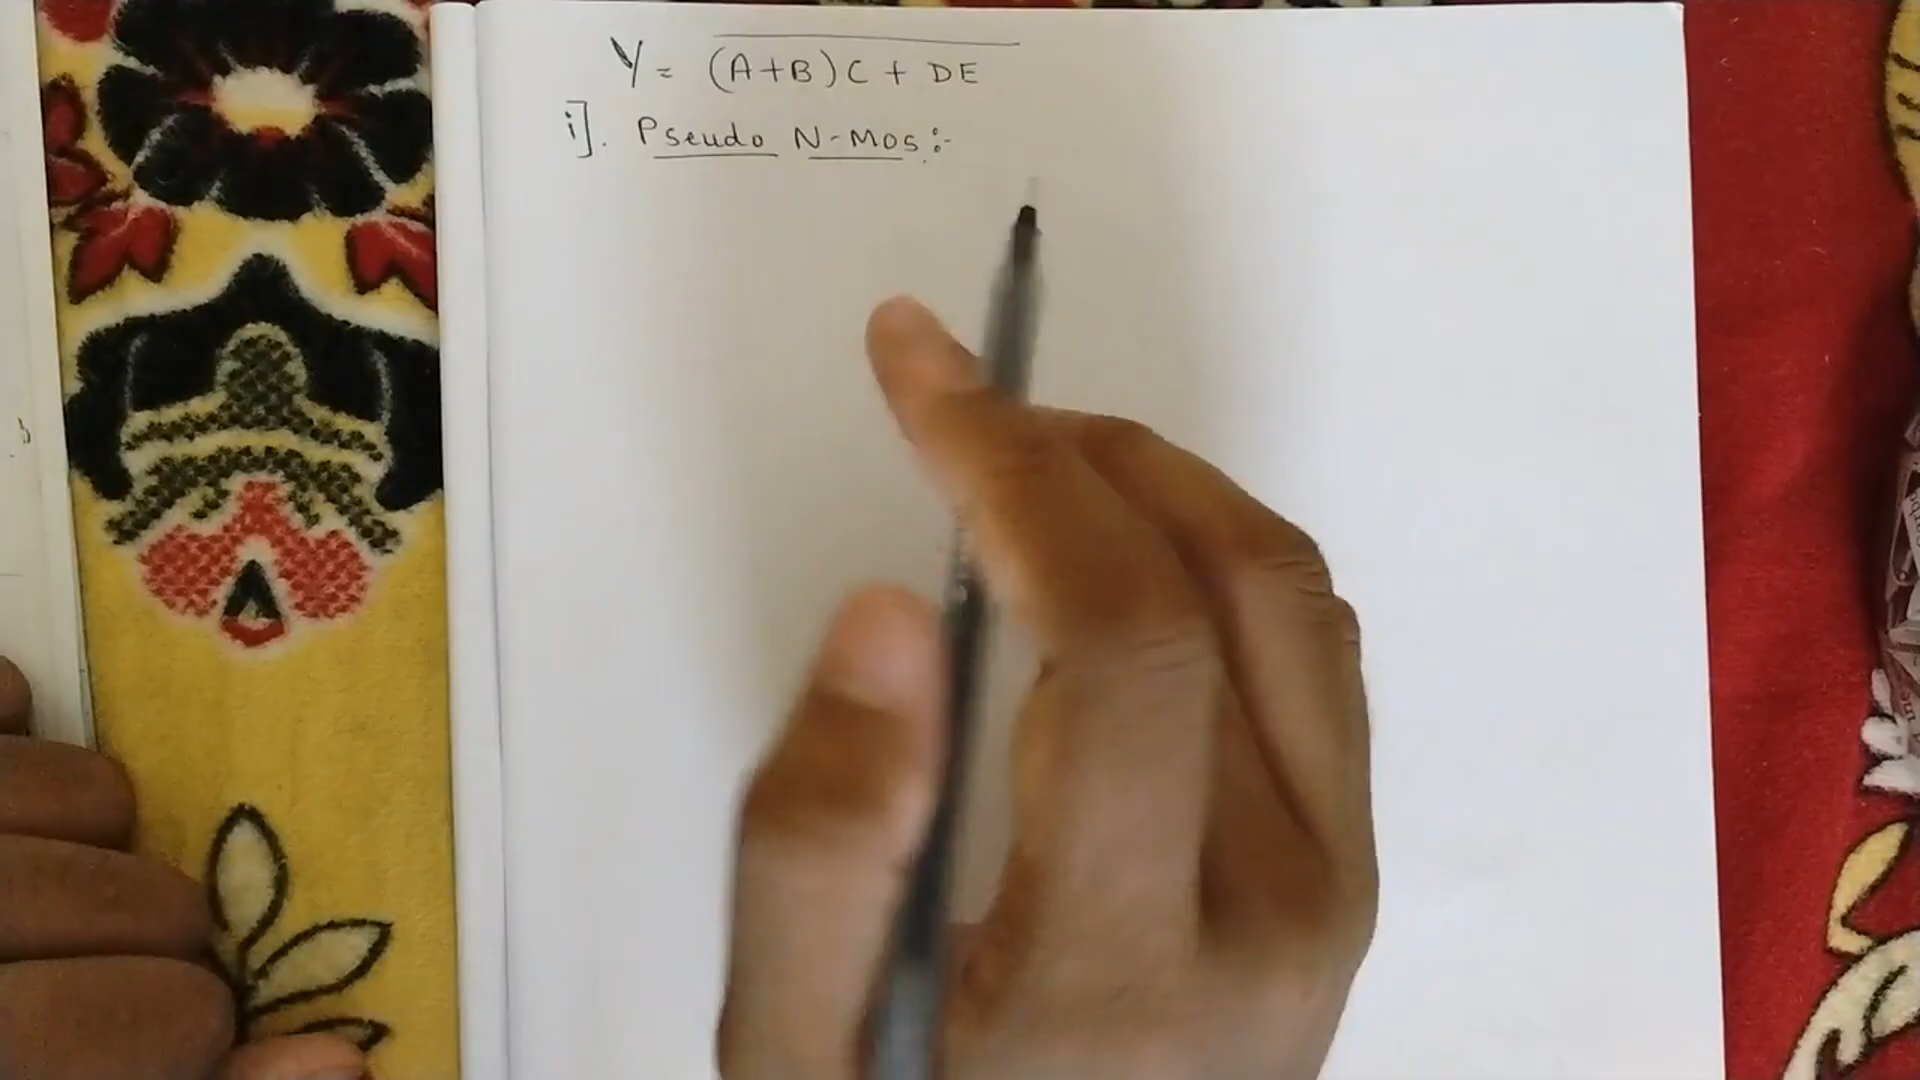 Y = (A+B)C + DE
i]. Pseudo N-Mos :-